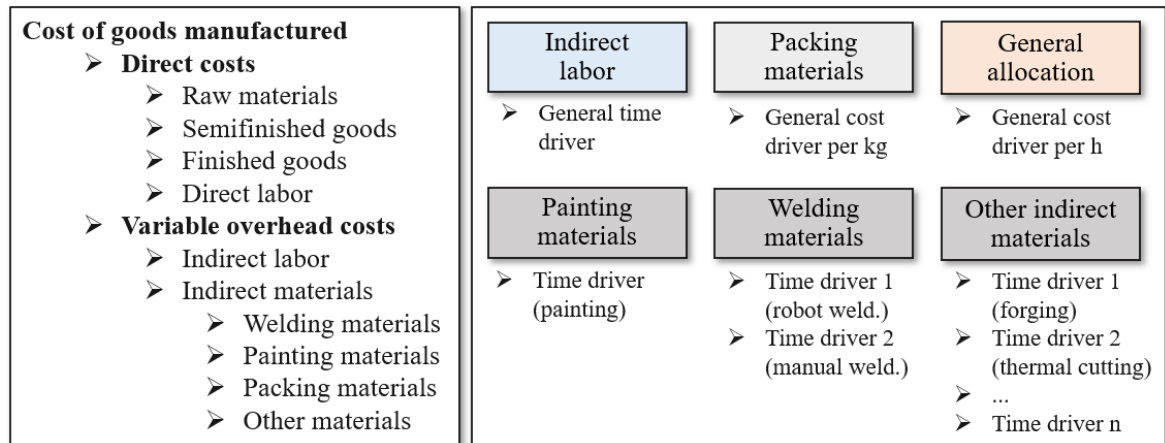 Cost of goods manufactured
➢ Direct costs
➢ Raw materials
➢ Semifinished goods
➢ Finished goods
➢ Direct labor
➢ Variable overhead costs
➢ Indirect labor
➢ Indirect materials
➢ Welding materials
➢ Painting materials
➢ Packing materials
➢ Other materials
Indirect
labor
➢ General time
driver
Packing
materials
➢ General cost
driver per kg
General
allocation
➢ General cost
driver per h
Painting
materials
➢ Time driver
(painting)
Welding
materials
➢ Time driver 1
(robot weld.)
➢ Time driver 2
(manual weld.)
Other indirect
materials
➢ Time driver 1
(forging)
➢ Time driver 2
(thermal cutting)
➢ ...
➢ Time driver n